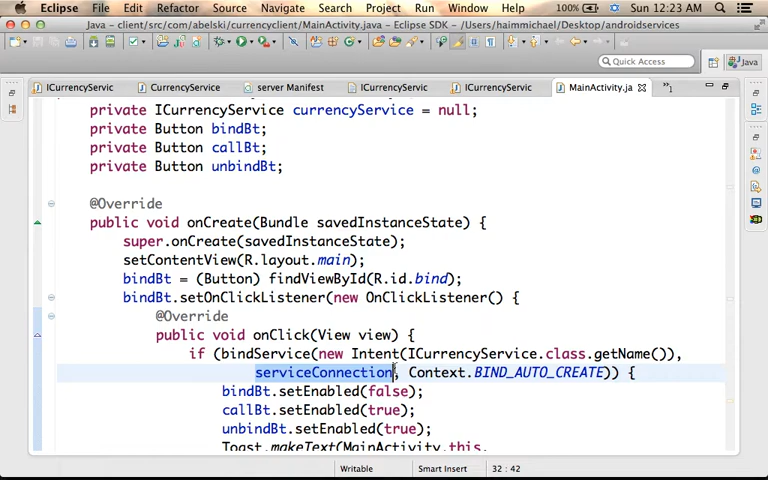 Eclipse File Edit Refactor Source Navigate Search Project Run Window Help 100% Sun 12:23 AM
Java – client/src/com/abelski/currencyclient/MainActivity.java – Eclipse SDK – /Users/haimmichael/Desktop/androidservices
Quick Access Java
ICurrencyServic CurrencyService server Manifest ICurrencyServic ICurrencyServic MainActivity.ja »1
private ICurrencyService currencyService = null;
private Button bindBt;
private Button callBt;
private Button unbindBt;
@Override
public void onCreate(Bundle savedInstanceState) {
super.onCreate(savedInstanceState);
setContentView(R.layout.main);
bindBt = (Button) findViewById(R.id.bind);
bindBt.setOnClickListener(new OnClickListener() {
@Override
public void onClick(View view) {
if (bindService(new Intent(ICurrencyService.class.getName()),
serviceConnection, Context.BIND_AUTO_CREATE)) {
bindBt.setEnabled(false);
callBt.setEnabled(true);
unbindBt.setEnabled(true);
Toast.makeText(MainActivity.this,
Writable Smart Insert 32 : 42